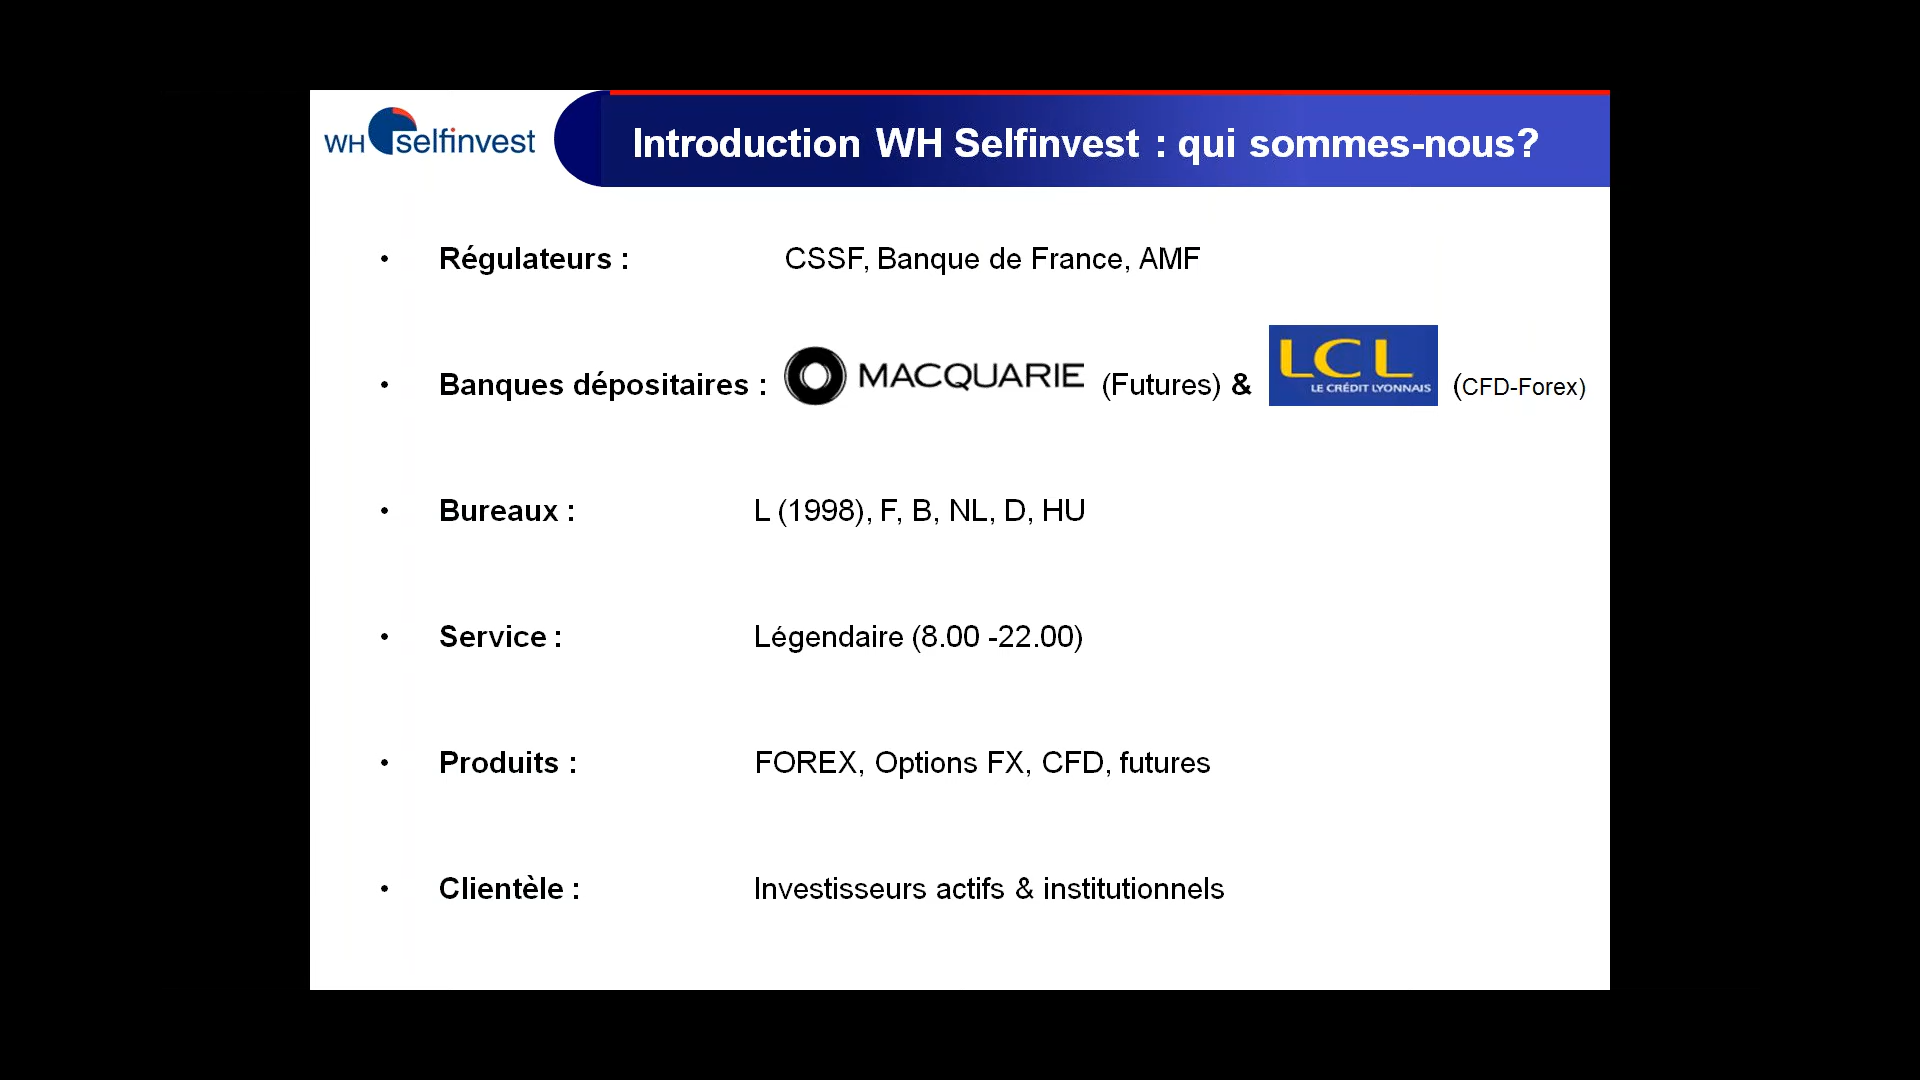 WH selfinvest
Introduction WH Selfinvest : qui sommes-nous?
• Régulateurs : CSSF, Banque de France, AMF
• Banques dépositaires : MACQUARIE (Futures) & LCL LE CRÉDIT LYONNAIS (CFD-Forex)
• Bureaux : L (1998), F, B, NL, D, HU
• Service : Légendaire (8.00 -22.00)
• Produits : FOREX, Options FX, CFD, futures
• Clientèle : Investisseurs actifs & institutionnels